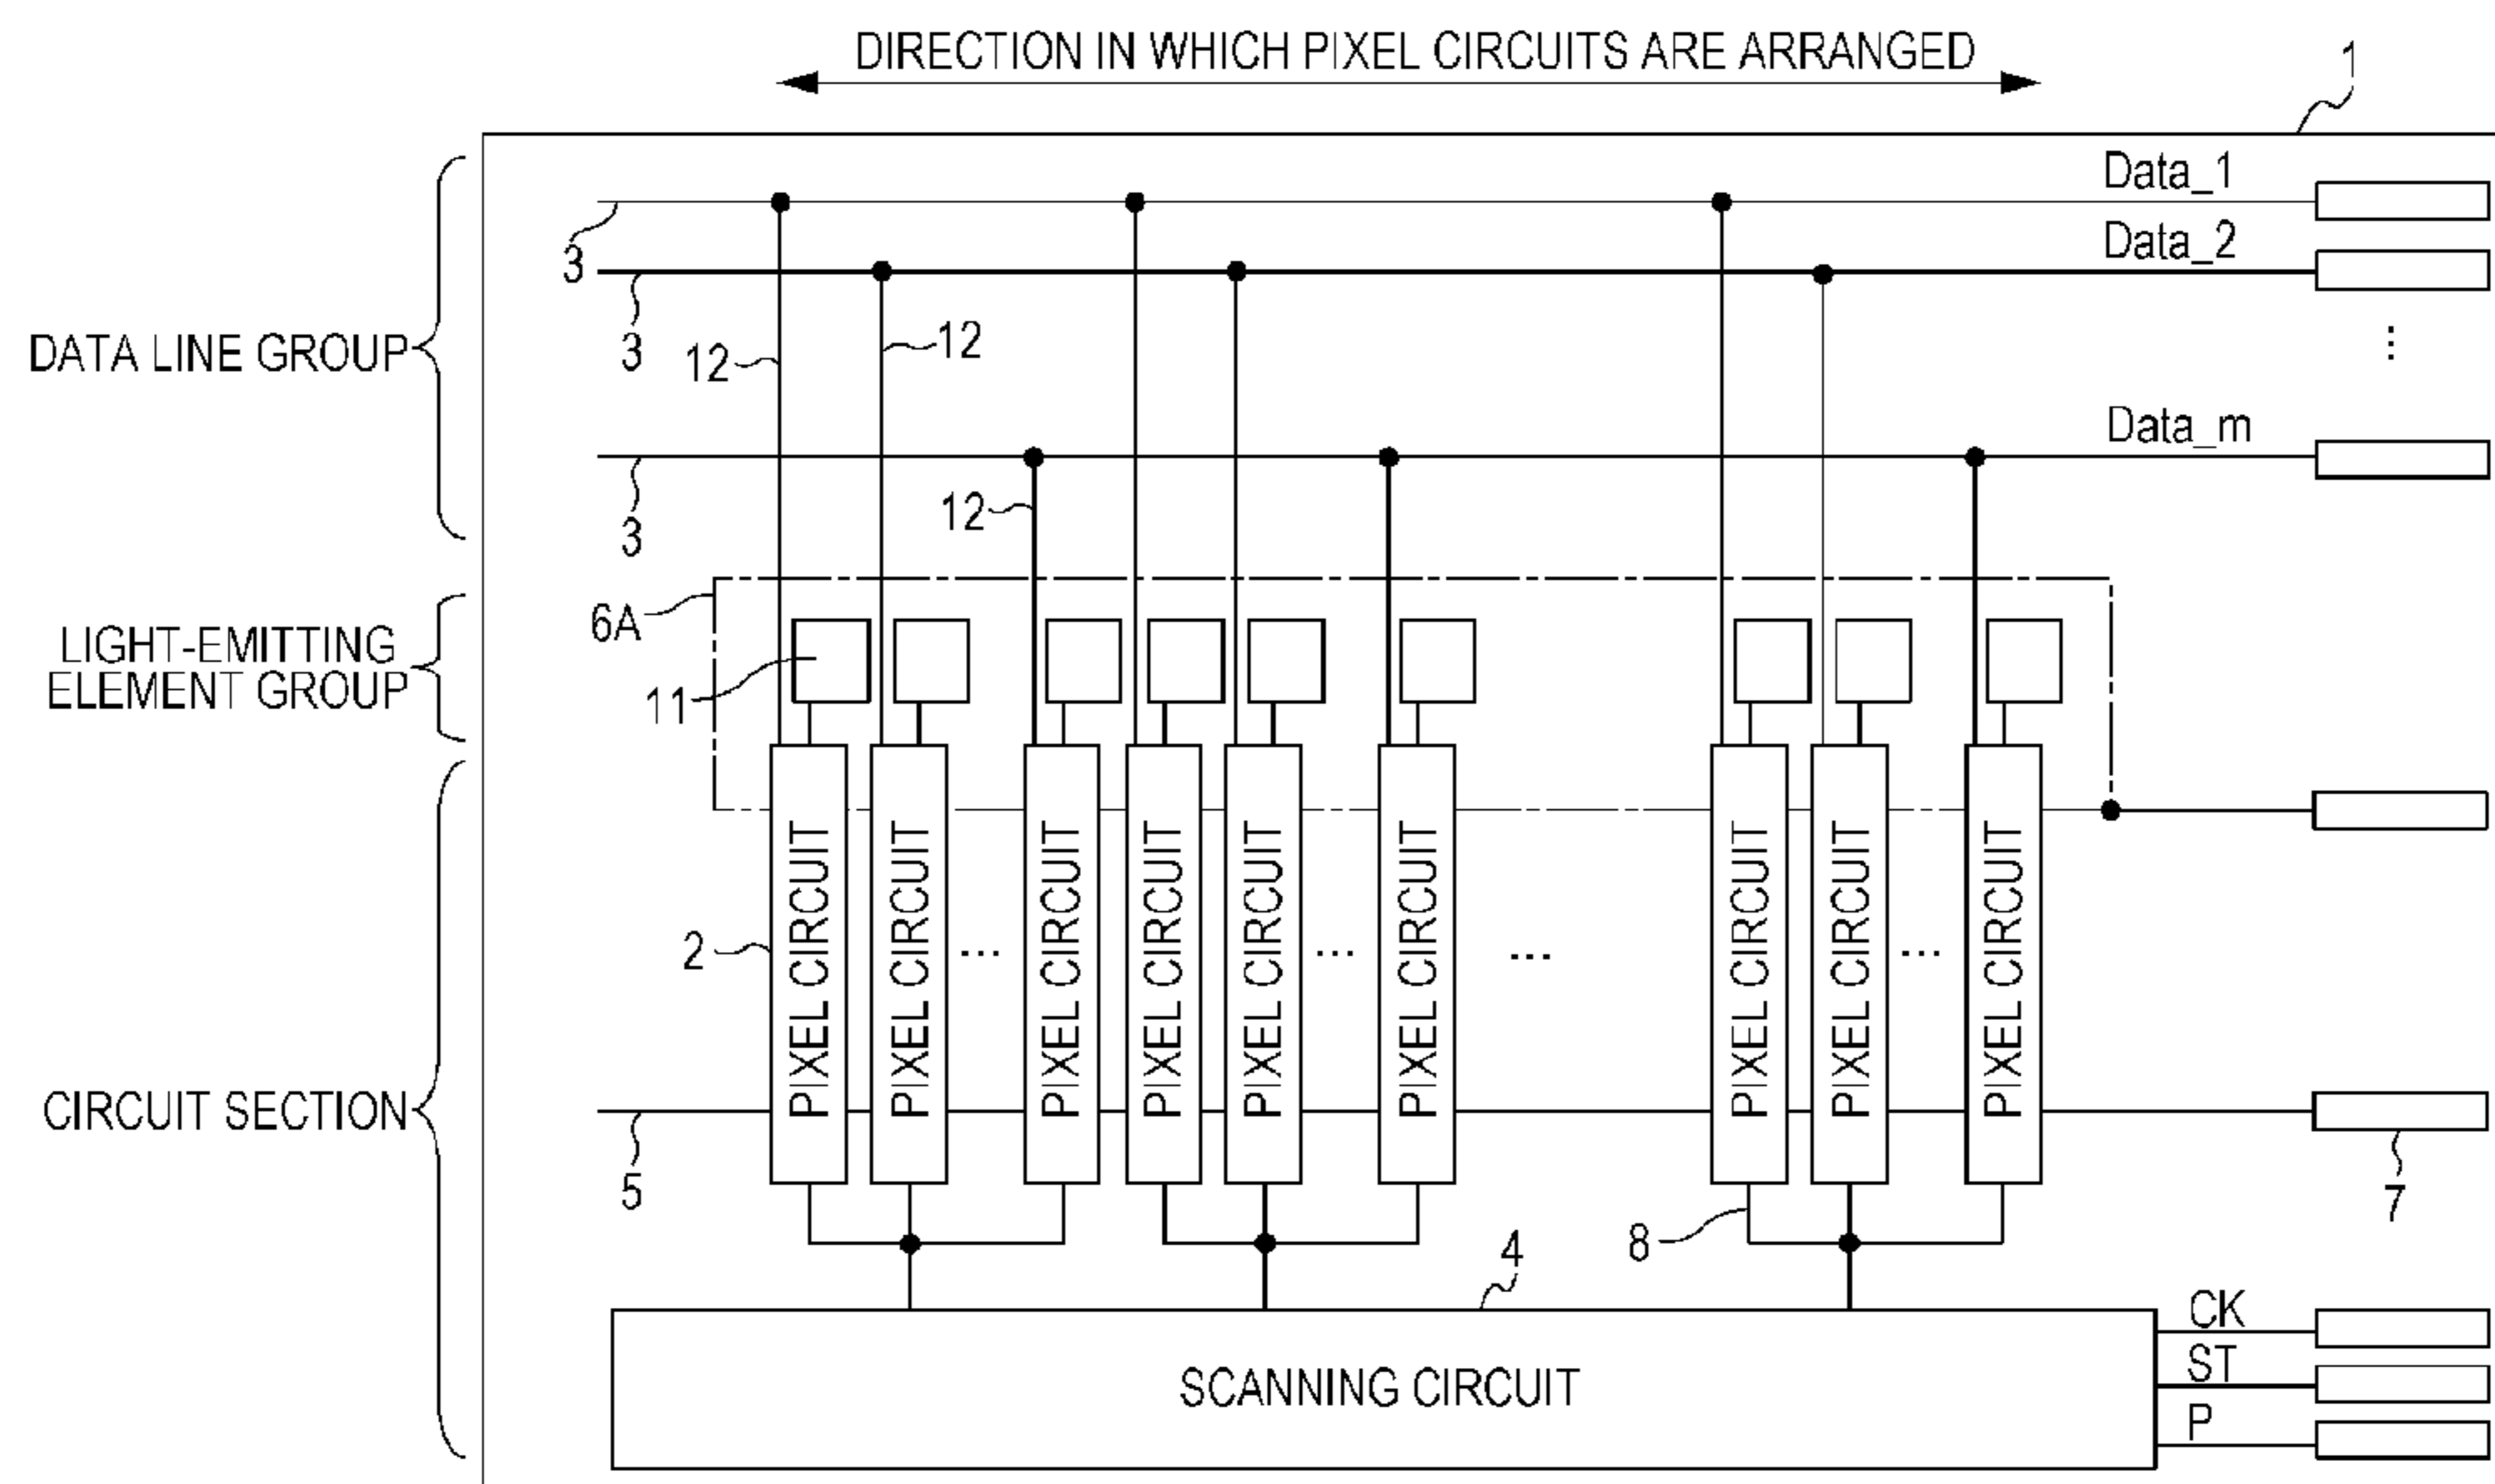 DIRECTION IN WHICH PIXEL CIRCUITS ARE ARRANGED
1
Data_1
3
Data_2
3
DATA LINE GROUP
12
12
⋮
Data_m
12
3
6A
LIGHT-EMITTING
ELEMENT GROUP
11
PIXEL CIRCUIT
PIXEL CIRCUIT
PIXEL CIRCUIT
PIXEL CIRCUIT
PIXEL CIRCUIT
PIXEL CIRCUIT
PIXEL CIRCUIT
PIXEL CIRCUIT
PIXEL CIRCUIT
2
...
...
...
...
CIRCUIT SECTION
5
7
8
4
CK
ST
P
SCANNING CIRCUIT